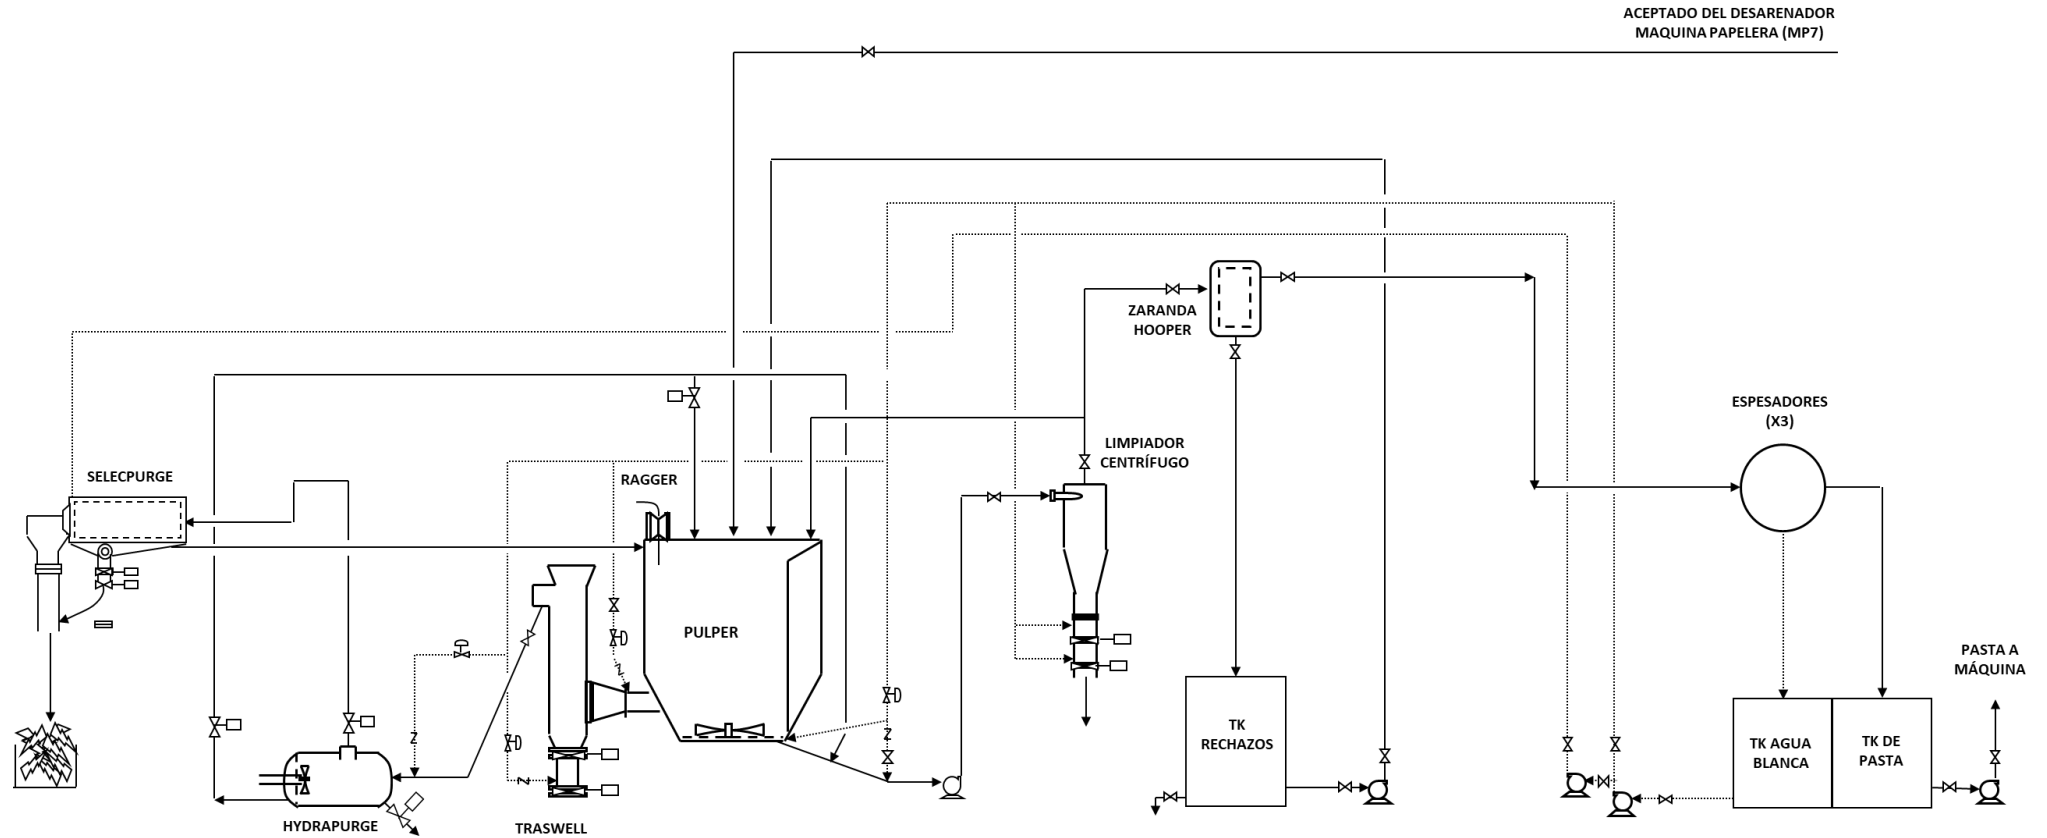 ACEPTADO DEL DESARENADOR
MAQUINA PAPELERA (MP7)
ZARANDA
HOOPER
ESPESADORES
(X3)
LIMPIADOR
CENTRÍFUGO
SELECPURGE
RAGGER
PULPER
PASTA A
MÁQUINA
TK
RECHAZOS
TK AGUA
BLANCA
TK DE
PASTA
HYDRAPURGE
TRASWELL